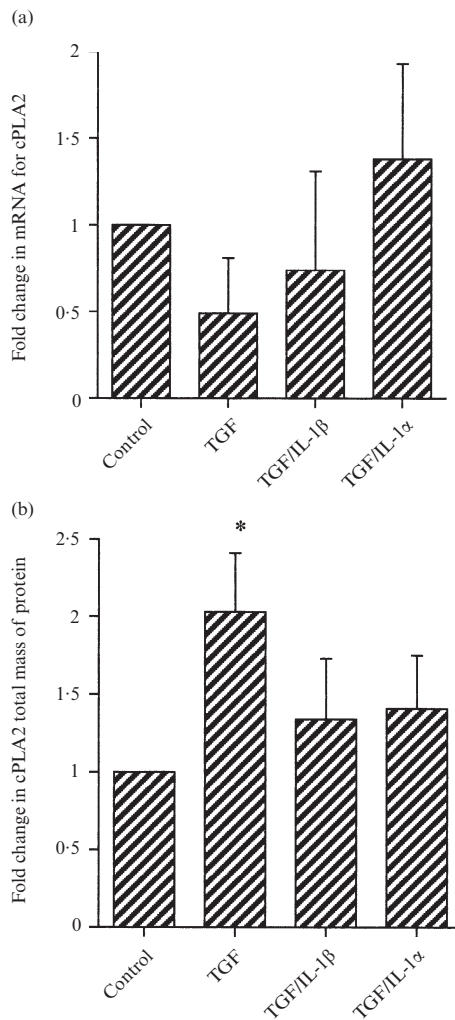 (a)
Fold change in mRNA for cPLA2
2
1·5
1
0·5
0
Control
TGF
TGF/IL-1β
TGF/IL-1α
(b)
Fold change in cPLA2 total mass of protein
2·5
2
1·5
1
0·5
0
*
Control
TGF
TGF/IL-1β
TGF/IL-1α